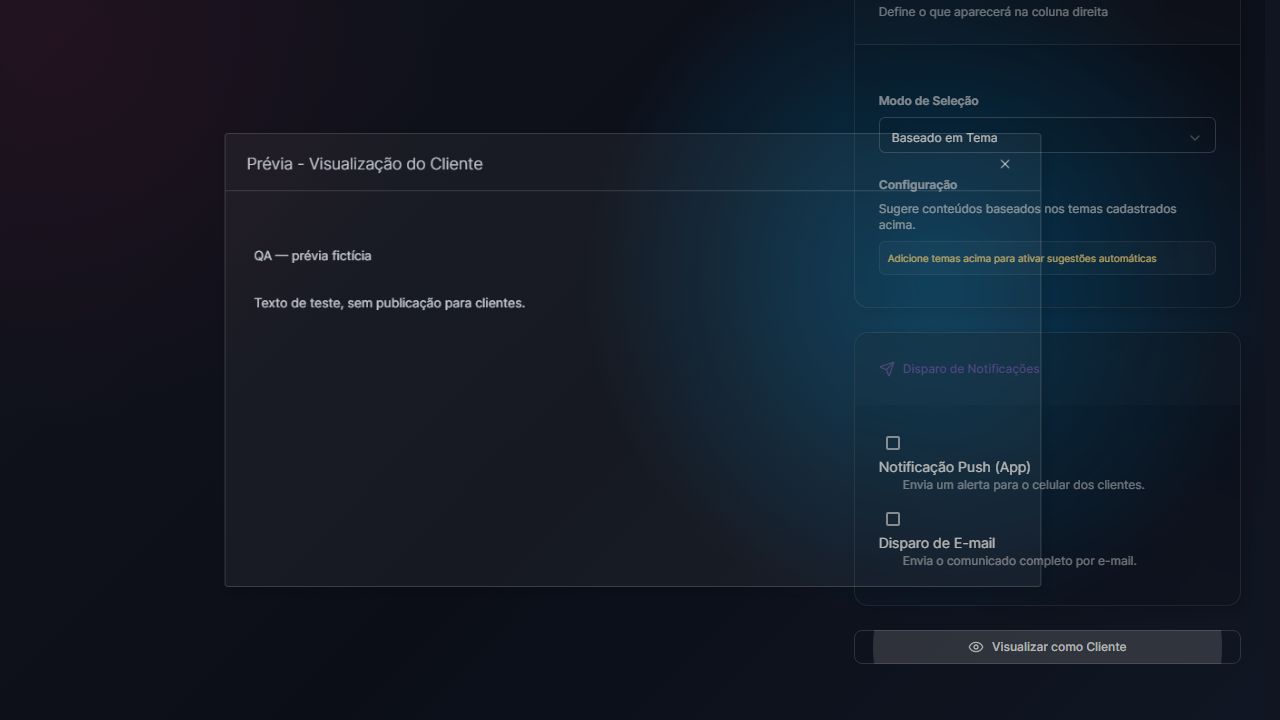 Define o que aparecerá na coluna direita
Modo de Seleção
Baseado em Tema
Prévia - Visualização do Cliente
Configuração
Sugere conteúdos baseados nos temas cadastrados
acima.
QA — prévia fictícia
Adicione temas acima para ativar sugestões automáticas
Texto de teste, sem publicação para clientes.
Disparo de Notificações
Notificação Push (App)
Envia um alerta para o celular dos clientes.
Disparo de E-mail
Envia o comunicado completo por e-mail.
Visualizar como Cliente